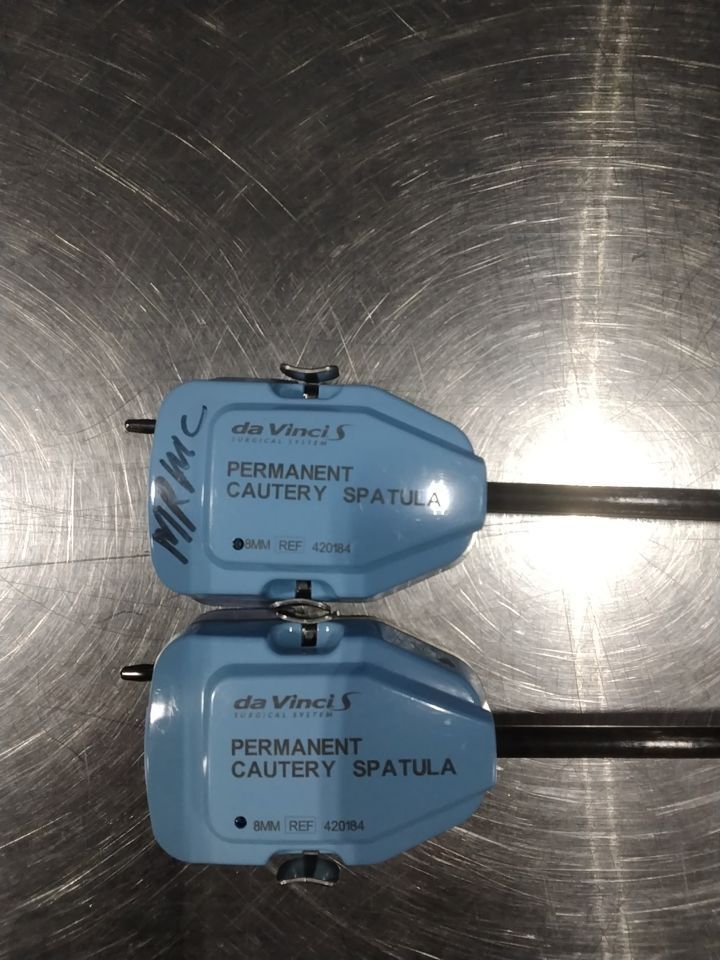 MRMC
da Vinci S
SURGICAL SYSTEM
PERMANENT
CAUTERY SPATULA
8MM REF 420184
da Vinci S
SURGICAL SYSTEM
PERMANENT
CAUTERY SPATULA
8MM REF 420184